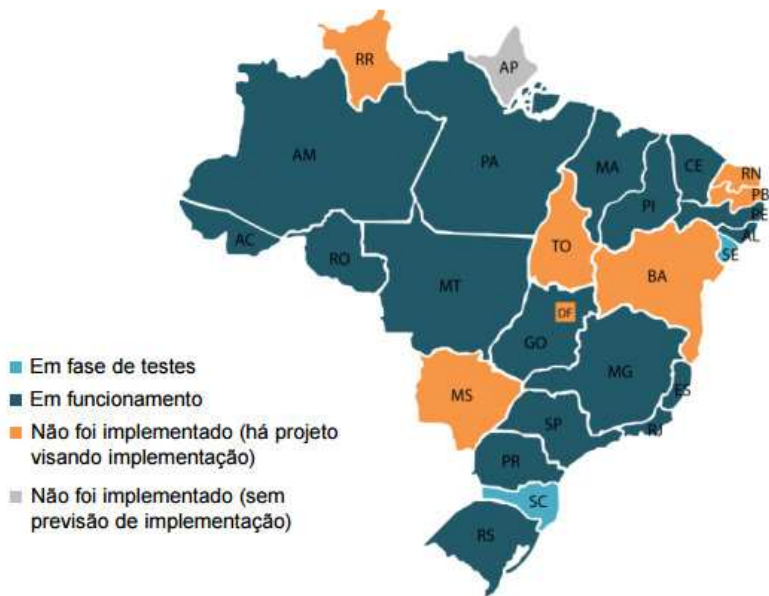 RR
AP
AM
PA
MA
CE
RN
PB
PI
PE
AL
SE
AC
RO
TO
BA
MT
DF
GO
MG
ES
MS
SP
RJ
PR
SC
RS
Em fase de testes
Em funcionamento
Não foi implementado (há projeto
visando implementação)
Não foi implementado (sem
previsão de implementação)